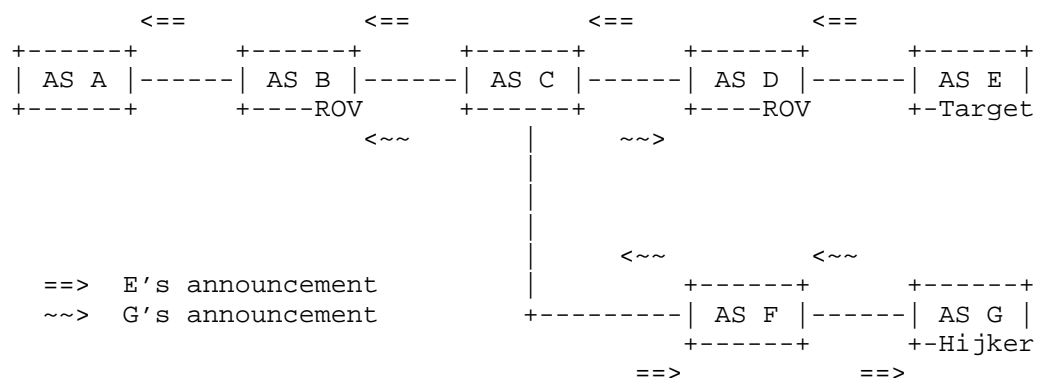 <== <== <== <==
+------+ +------+ +------+ +------+ +------+
| AS A |------| AS B |------| AS C |------| AS D |------| AS E |
+------+ +----ROV +------+ +----ROV +-Target
<~~ | ~~>
|
|
|
| <~~ <~~
==> E's announcement | +------+ +------+
~~> G's announcement +---------| AS F |------| AS G |
+------+ +-Hijker
==> ==>